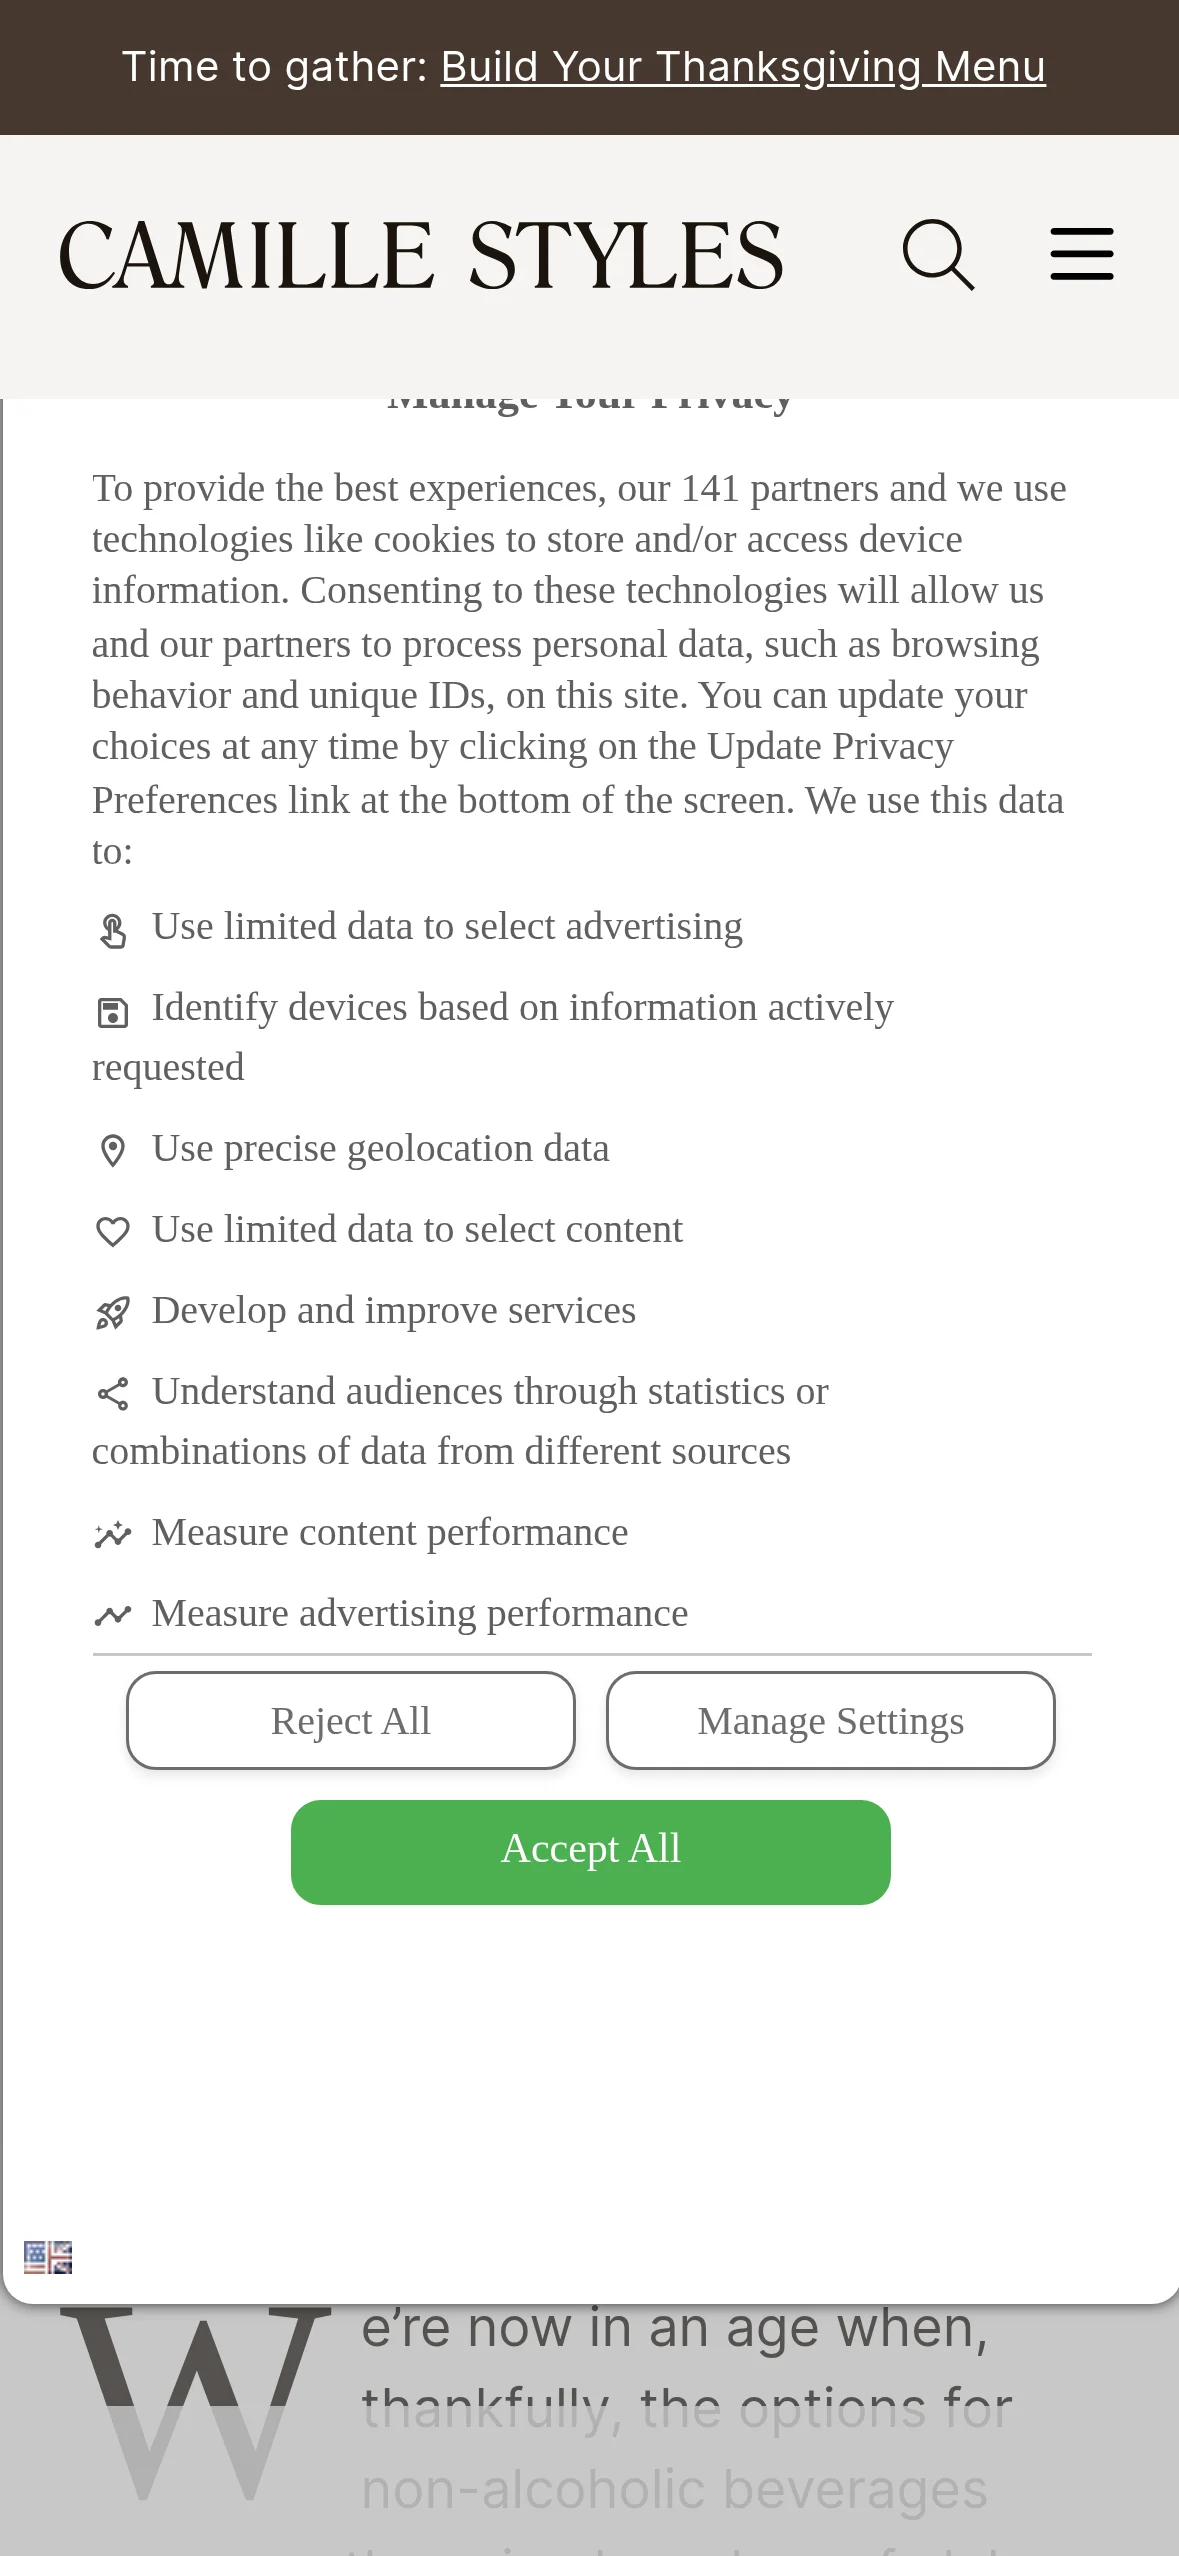 Time to gather: Build Your Thanksgiving Menu
CAMILLE STYLES
Manage Your Privacy
To provide the best experiences, our 141 partners and we use
technologies like cookies to store and/or access device
information. Consenting to these technologies will allow us
and our partners to process personal data, such as browsing
behavior and unique IDs, on this site. You can update your
choices at any time by clicking on the Update Privacy
Preferences link at the bottom of the screen. We use this data
to:
Use limited data to select advertising
Identify devices based on information actively
requested
Use precise geolocation data
Use limited data to select content
Develop and improve services
Understand audiences through statistics or
combinations of data from different sources
Measure content performance
Measure advertising performance
Reject All
Manage Settings
Accept All
We’re now in an age when,
thankfully, the options for
non-alcoholic beverages